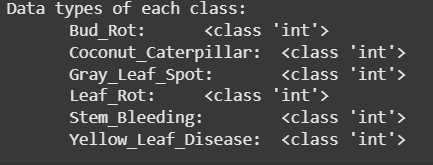 Data types of each class:
Bud_Rot: <class 'int'>
Coconut_Caterpillar: <class 'int'>
Gray_Leaf_Spot: <class 'int'>
Leaf_Rot: <class 'int'>
Stem_Bleeding: <class 'int'>
Yellow_Leaf_Disease: <class 'int'>